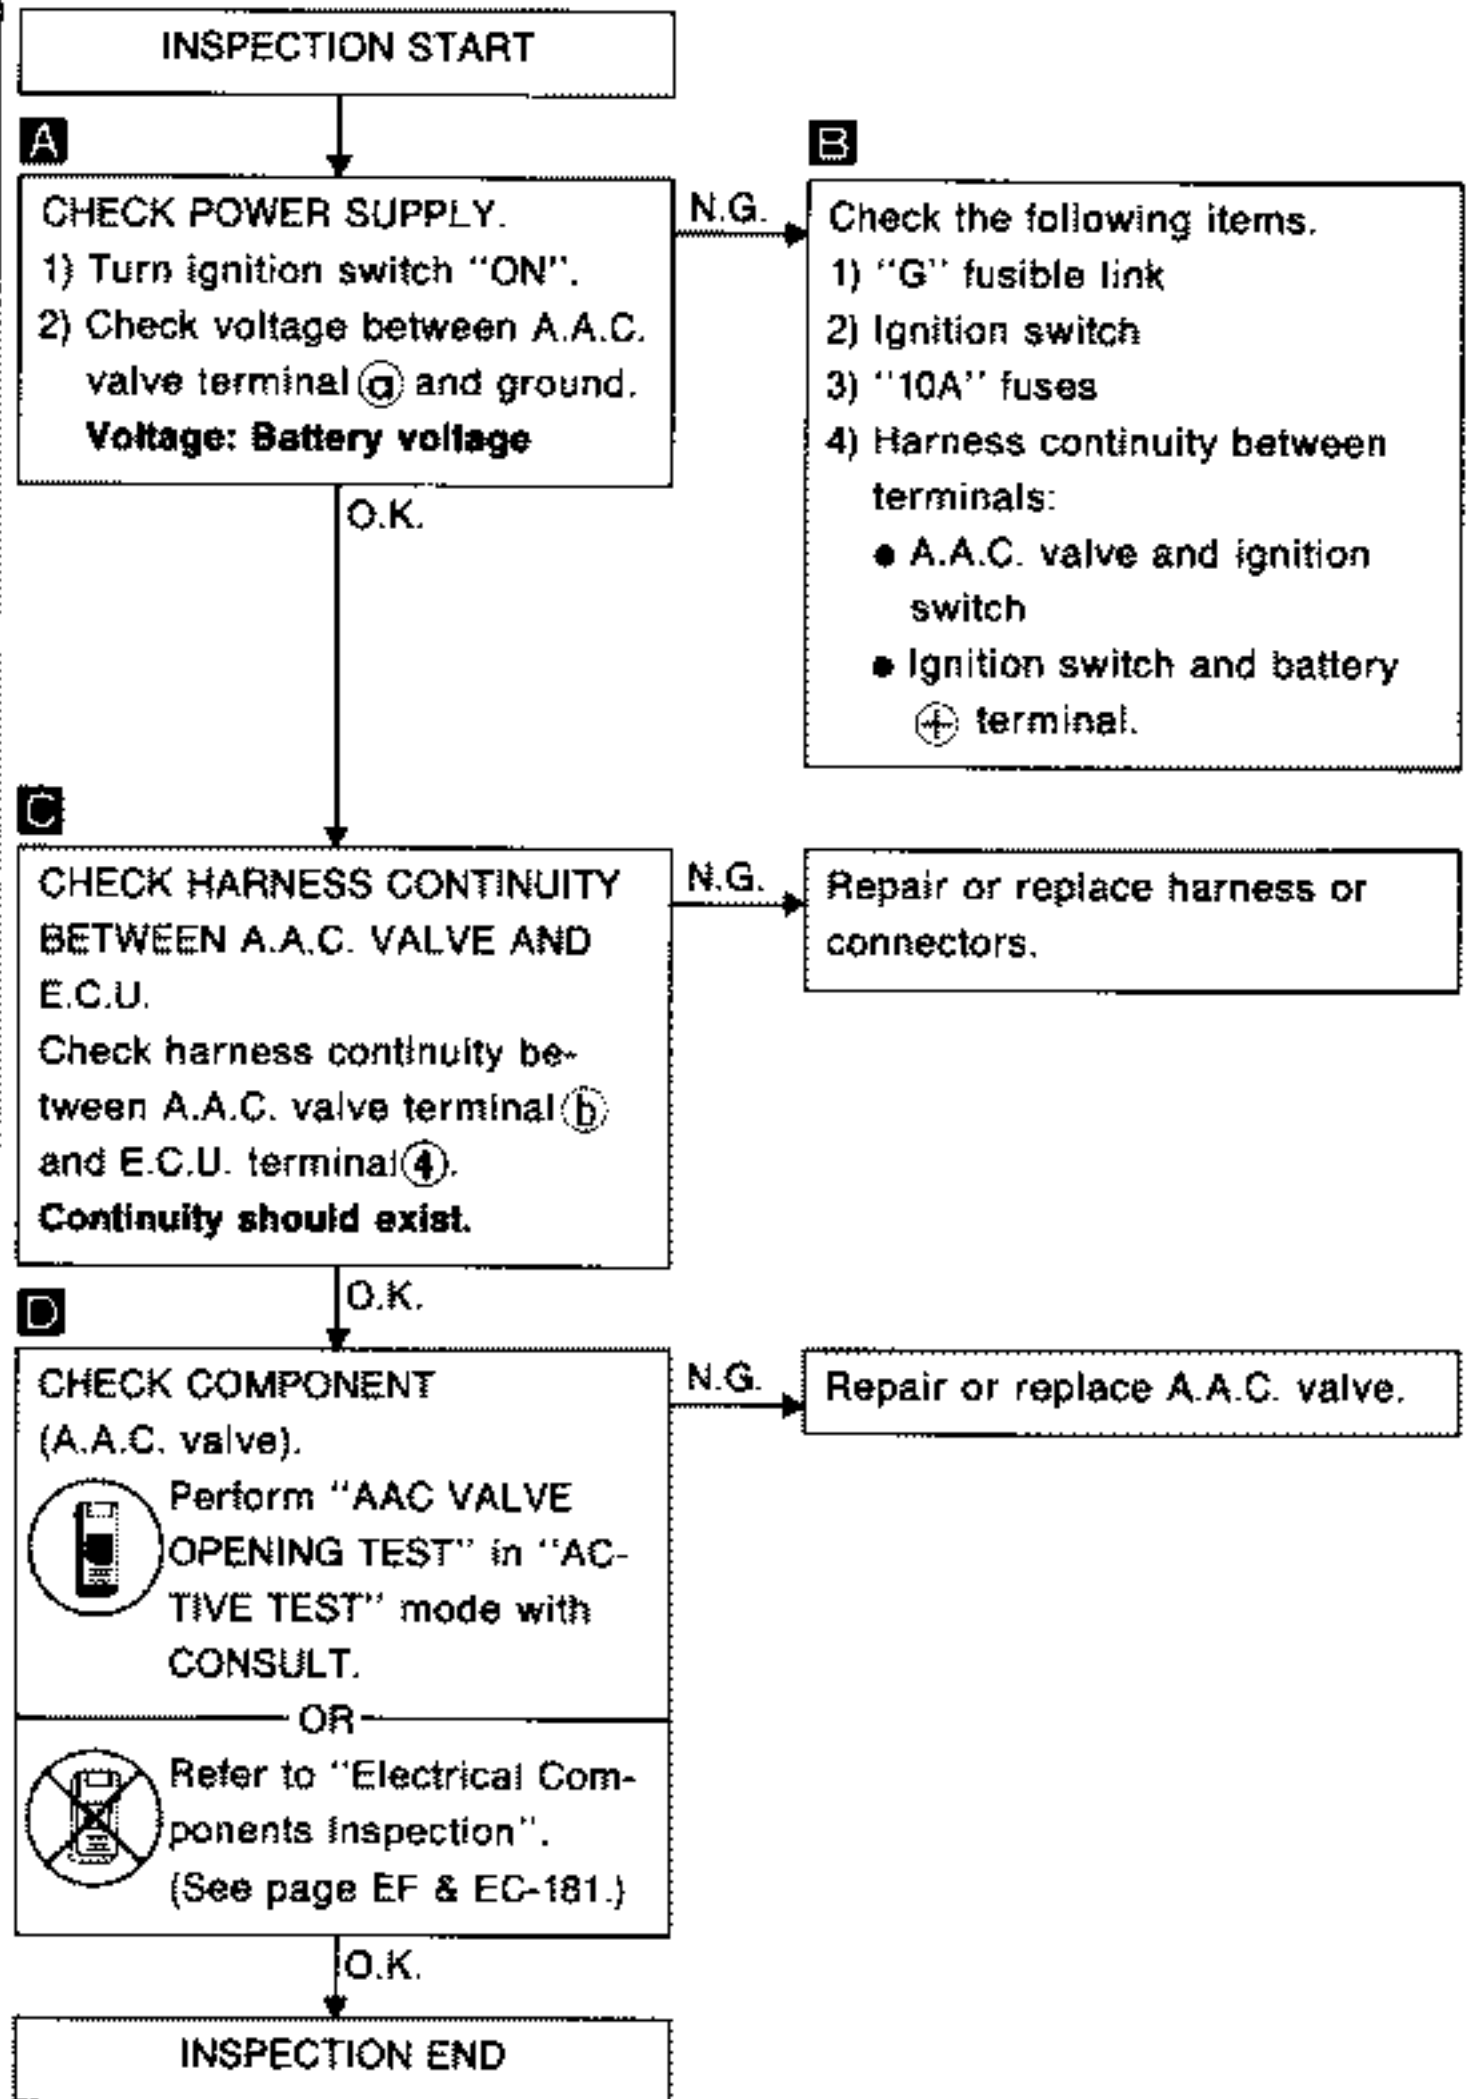 INSPECTION START
A
CHECK POWER SUPPLY.
1) Turn ignition switch "ON".
2) Check voltage between A.A.C.
valve terminal ⓐ and ground.
Voltage: Battery voltage
N.G.
B
Check the following items.
1) "G" fusible link
2) Ignition switch
3) "10A" fuses
4) Harness continuity between
terminals:
● A.A.C. valve and ignition
switch
● Ignition switch and battery
⊕ terminal.
O.K.
C
CHECK HARNESS CONTINUITY
BETWEEN A.A.C. VALVE AND
E.C.U.
Check harness continuity be-
tween A.A.C. valve terminal ⓑ
and E.C.U. terminal ④.
Continuity should exist.
N.G.
Repair or replace harness or
connectors.
O.K.
D
CHECK COMPONENT
(A.A.C. valve).
Perform "AAC VALVE
OPENING TEST" in "AC-
TIVE TEST" mode with
CONSULT.
OR
Refer to "Electrical Com-
ponents Inspection".
(See page EF & EC-181.)
N.G.
Repair or replace A.A.C. valve.
O.K.
INSPECTION END